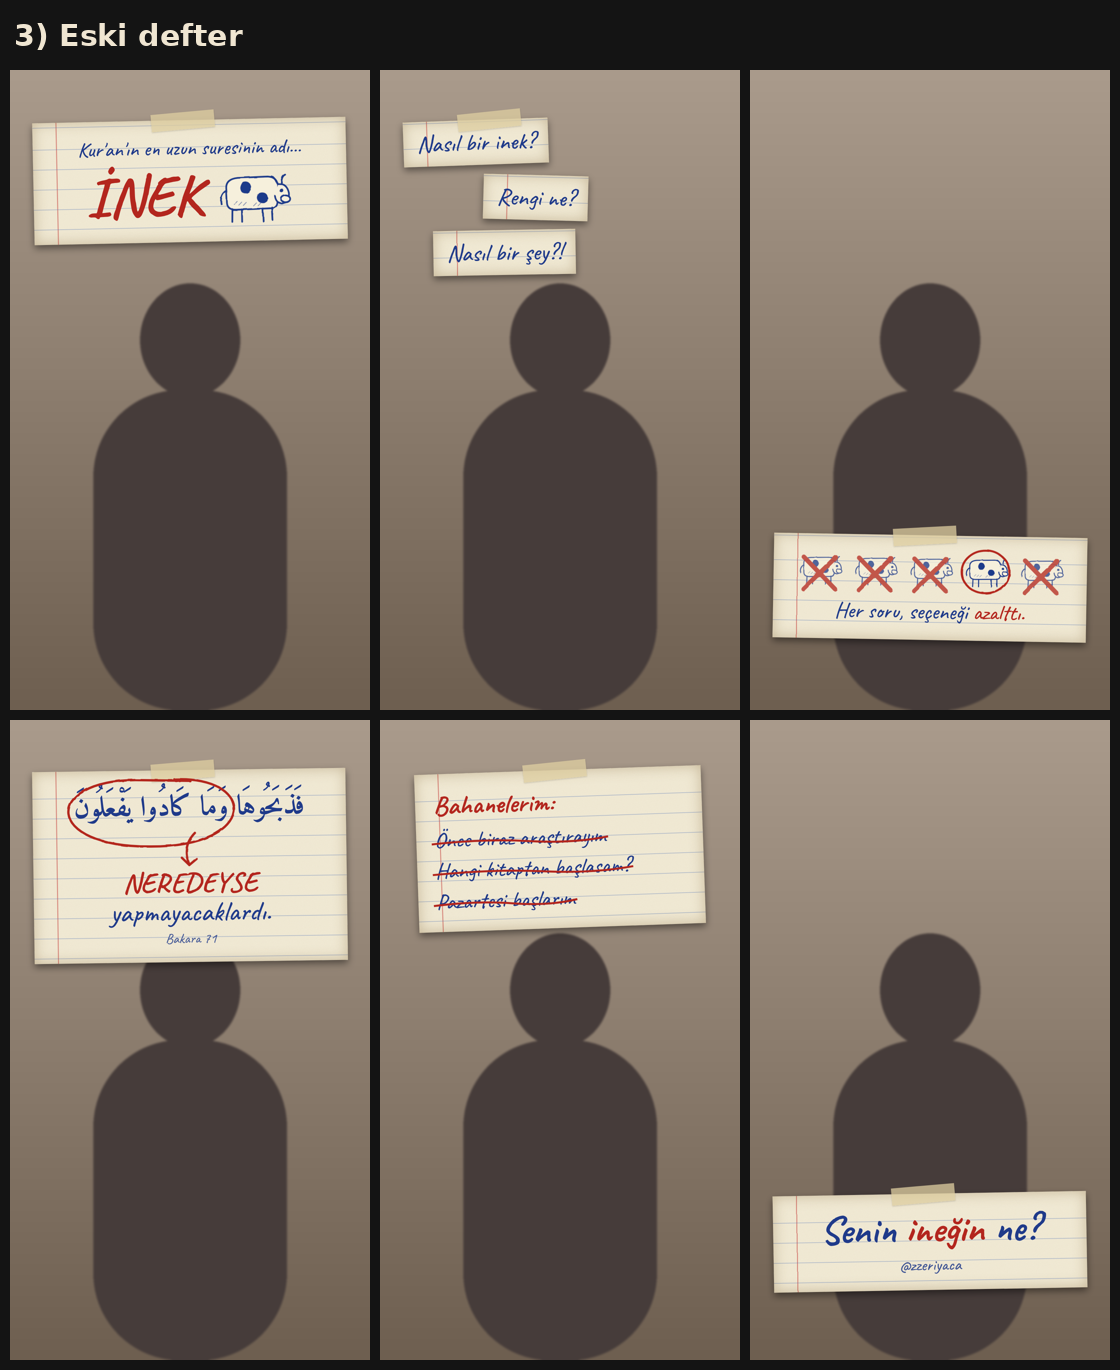 3) Eski defter
Kur'an'ın en uzun suresinin adı...
İNEK
Nasıl bir inek?
Rengi ne?
Nasıl bir şey?!
Her soru, seçeneği azalttı.
فَذَبَحُوهَا وَمَا كَادُوا يَفْعَلُونَ
NEREDEYSE
yapmayacaklardı.
Bakara 71
Bahanelerim:
Önce biraz araştırayım
Hangi kitaptan başlasam?
Pazartesi başlarım
Senin ineğin ne?
@zzeriyaca